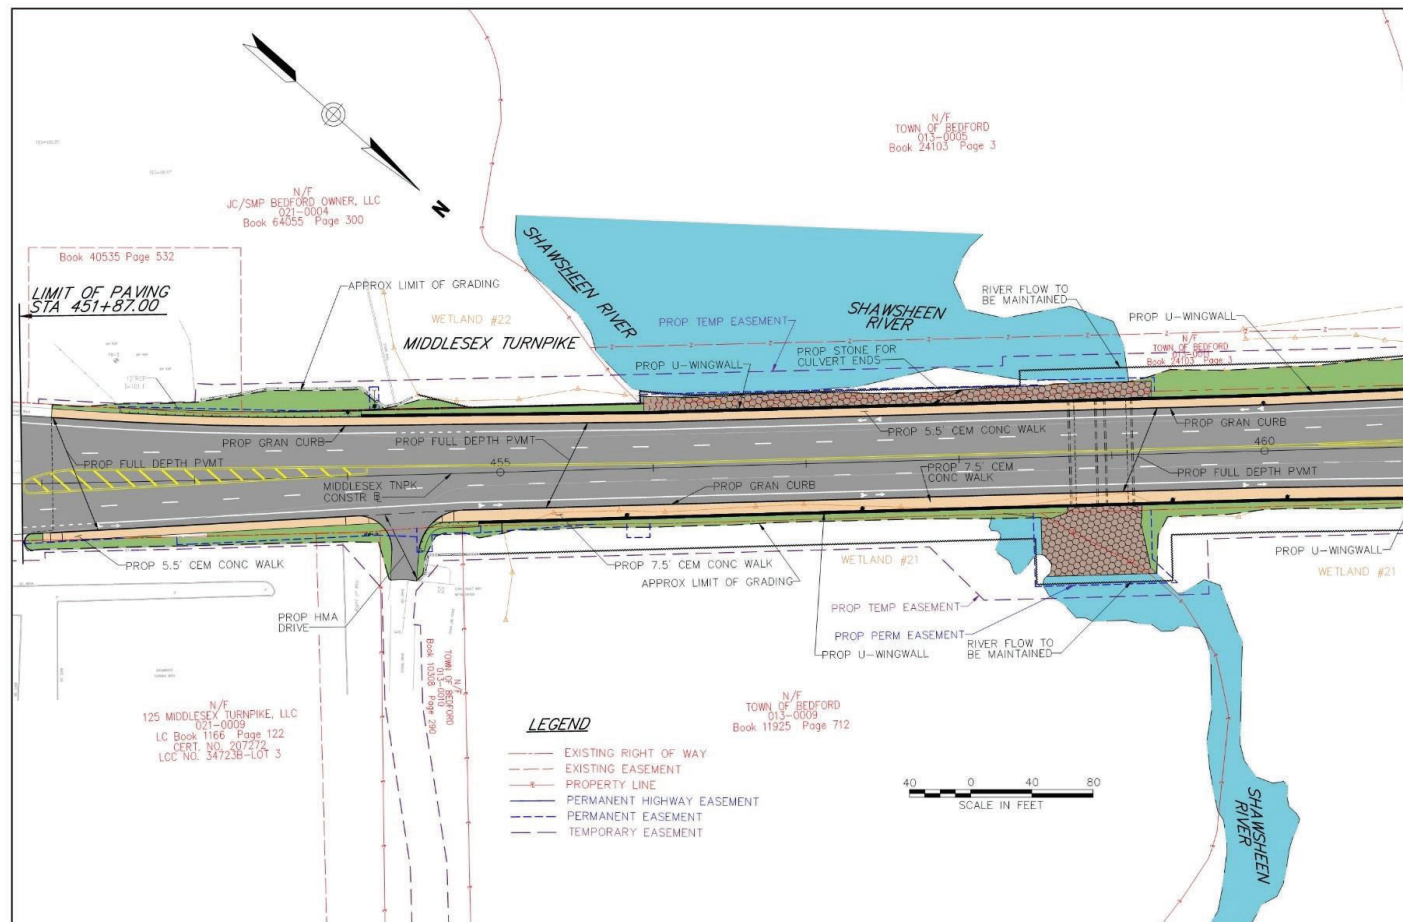 N
N/F
TOWN OF BEDFORD
013-0005
Book 24103 Page 3
N/F
JC/SMP BEDFORD OWNER, LLC
021-0004
Book 64055 Page 300
Book 40535 Page 532
LIMIT OF PAVING
STA 451+87.00
APPROX LIMIT OF GRADING
WETLAND #22
MIDDLESEX TURNPIKE
SHAWSHEEN RIVER
PROP TEMP EASEMENT
SHAWSHEEN
RIVER
RIVER FLOW TO
BE MAINTAINED
PROP U-WINGWALL
N/F
TOWN OF BEDFORD
Book 24103 Page 3
PROP U-WINGWALL
PROP STONE FOR
CULVERT ENDS
PROP GRAN CURB
PROP FULL DEPTH PVMT
PROP 5.5' CEM CONC WALK
PROP GRAN CURB
PROP FULL DEPTH PVMT
455
460
MIDDLESEX TNPK
CONSTR B
PROP GRAN CURB
PROP 7.5' CEM
CONC WALK
PROP FULL DEPTH PVMT
PROP 5.5' CEM CONC WALK
PROP 7.5' CEM CONC WALK
APPROX LIMIT OF GRADING
WETLAND #21
PROP U-WINGWALL
WETLAND #21
PROP HMA
DRIVE
PROP TEMP EASEMENT
PROP PERM EASEMENT
PROP U-WINGWALL
RIVER FLOW TO
BE MAINTAINED
N/F
TOWN OF BEDFORD
013-0010
Book 10308 Page 290
N/F
125 MIDDLESEX TURNPIKE, LLC
021-0009
LC Book 1166 Page 122
CERT. NO. 207272
LCC NO. 34723B-LOT 3
N/F
TOWN OF BEDFORD
013-0009
Book 11925 Page 712
LEGEND
EXISTING RIGHT OF WAY
EXISTING EASEMENT
PROPERTY LINE
PERMANENT HIGHWAY EASEMENT
PERMANENT EASEMENT
TEMPORARY EASEMENT
40 0 40 80
SCALE IN FEET
SHAWSHEEN
RIVER